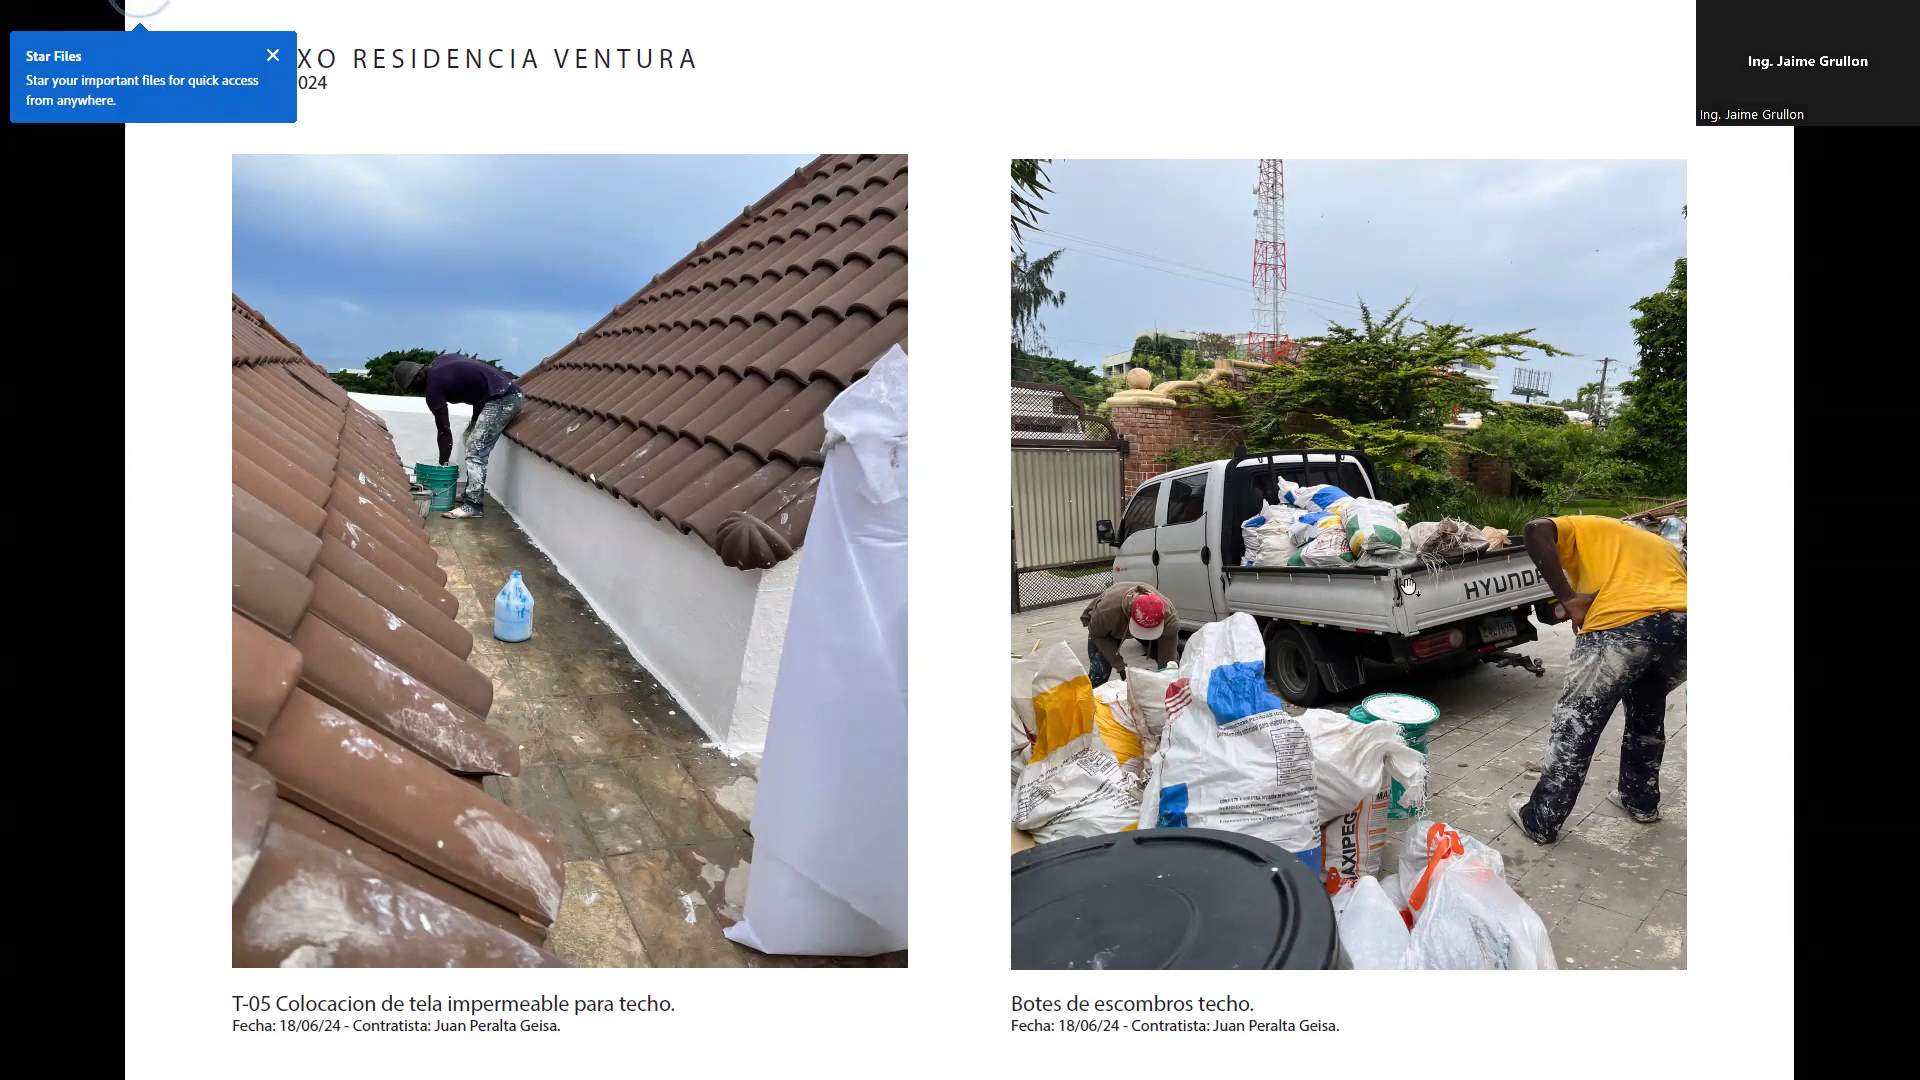 Star Files
Star your important files for quick access
from anywhere.
XO RESIDENCIA VENTURA
024
Ing. Jaime Grullon
Ing. Jaime Grullon
HYUNDA
MAXIPEG
T-05 Colocacion de tela impermeable para techo.
Fecha: 18/06/24 - Contratista: Juan Peralta Geisa.
Botes de escombros techo.
Fecha: 18/06/24 - Contratista: Juan Peralta Geisa.